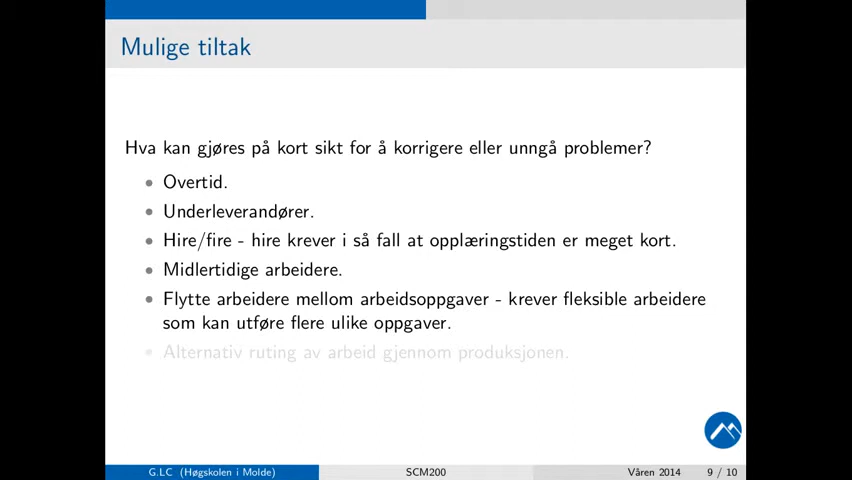 Mulige tiltak
Hva kan gjøres på kort sikt for å korrigere eller unngå problemer?
• Overtid.
• Underleverandører.
• Hire/fire - hire krever i så fall at opplæringstiden er meget kort.
• Midlertidige arbeidere.
• Flytte arbeidere mellom arbeidsoppgaver - krever fleksible arbeidere
som kan utføre flere ulike oppgaver.
• Alternativ ruting av arbeid gjennom produksjonen.
G.LC (Høgskolen i Molde) SCM200 Våren 2014 9 / 10